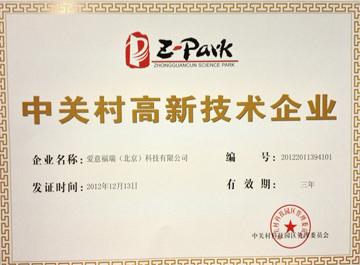 Z-PARK
ZHONGGUANCUN SCIENCE PARK
中关村高新技术企业
企业名称: 爱意福瑞（北京）科技有限公司 编 号: 20122011394101
发证时间: 2012年12月13日 有 效 期: 三年
中关村科技园区管理委员会